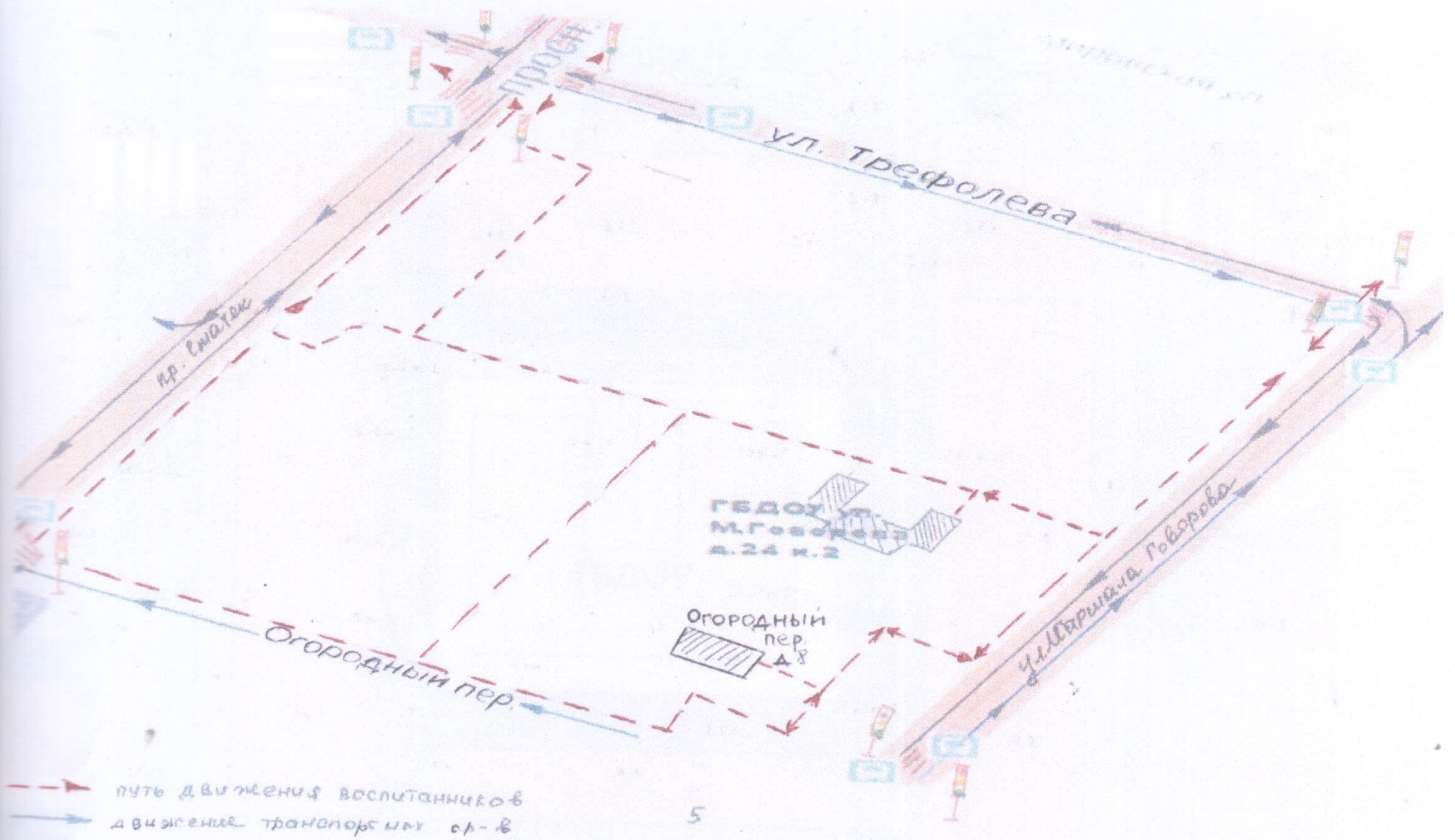 просп.
ул. Трефолева
пр. Стачек
ГБДОУ ул.
М.Говорова
д.24 к.2
Огородный
пер.
д 8
ул. Маршала Говорова
Огородный пер.
путь движения воспитанников
движение транспортных ср-в
5